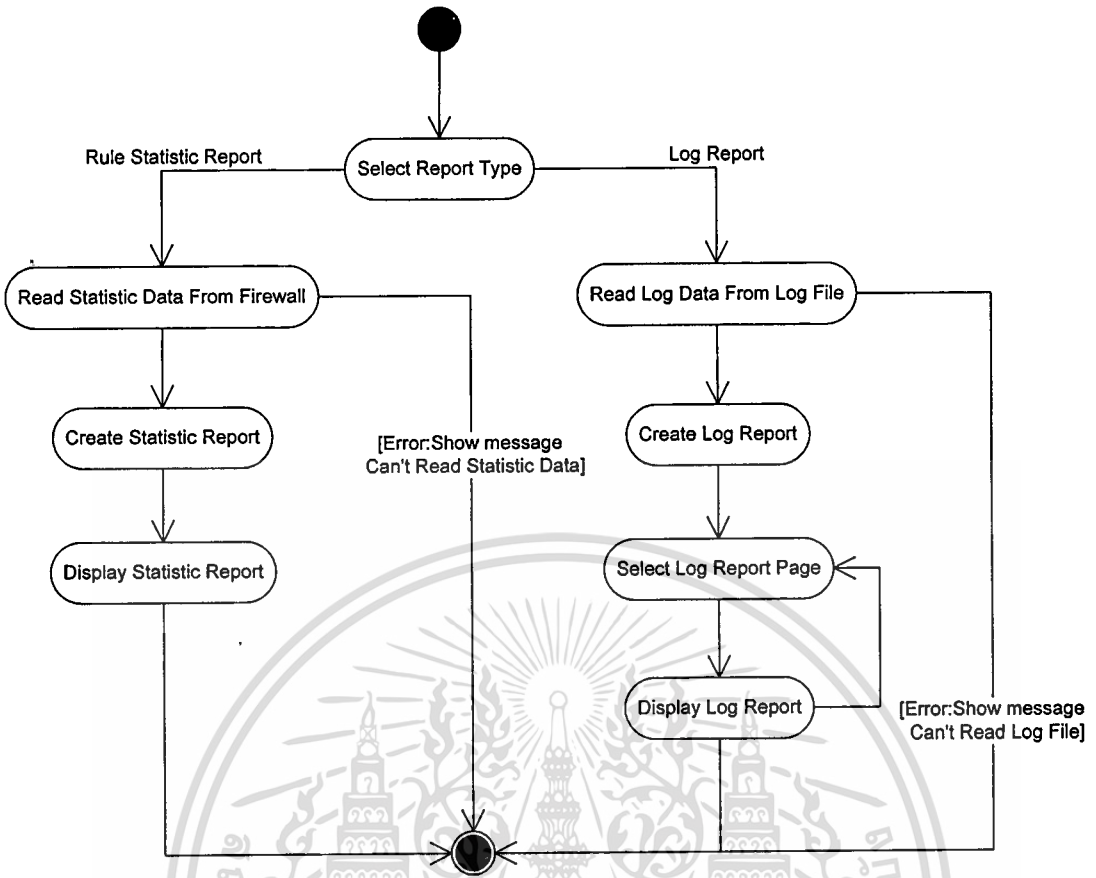 Rule Statistic Report
Log Report
Select Report Type
Read Statistic Data From Firewall
Read Log Data From Log File
Create Statistic Report
Create Log Report
[Error:Show message
Can't Read Statistic Data]
Display Statistic Report
Select Log Report Page
Display Log Report
[Error:Show message
Can't Read Log File]